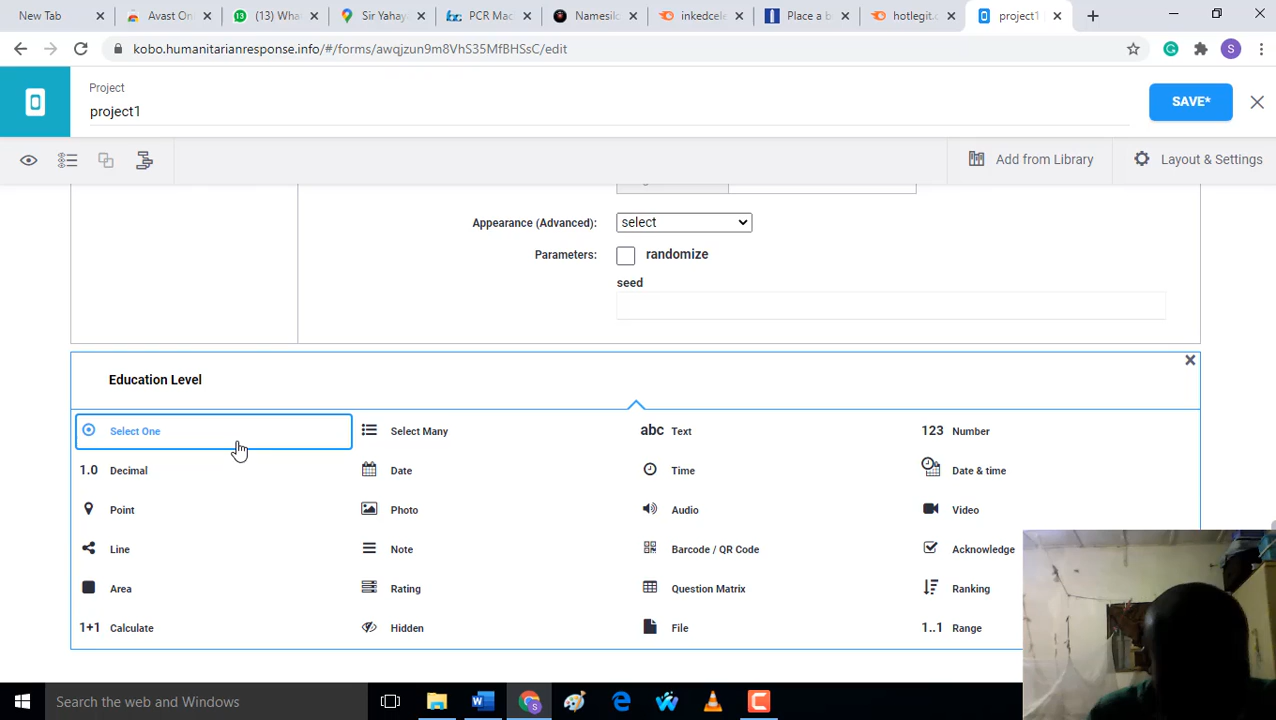 New Tab
Avast One
(13) Wha
Sir Yahay
PCR Mac
Namesilo
inkedcele
Place a
hotlegit.c
project1
kobo.humanitarianresponse.info/#/forms/awqjzun9m8VhS35MfBHSsC/edit
S
Project
project1
SAVE*
Add from Library
Layout & Settings
Appearance (Advanced):
select
Parameters:
randomize
seed
Education Level
Select One
Select Many
abc Text
123 Number
1.0 Decimal
Date
Time
Date & time
Point
Photo
Audio
Video
Line
Note
Barcode / QR Code
Acknowledge
Area
Rating
Question Matrix
Ranking
1+1 Calculate
Hidden
File
1..1 Range
Search the web and Windows